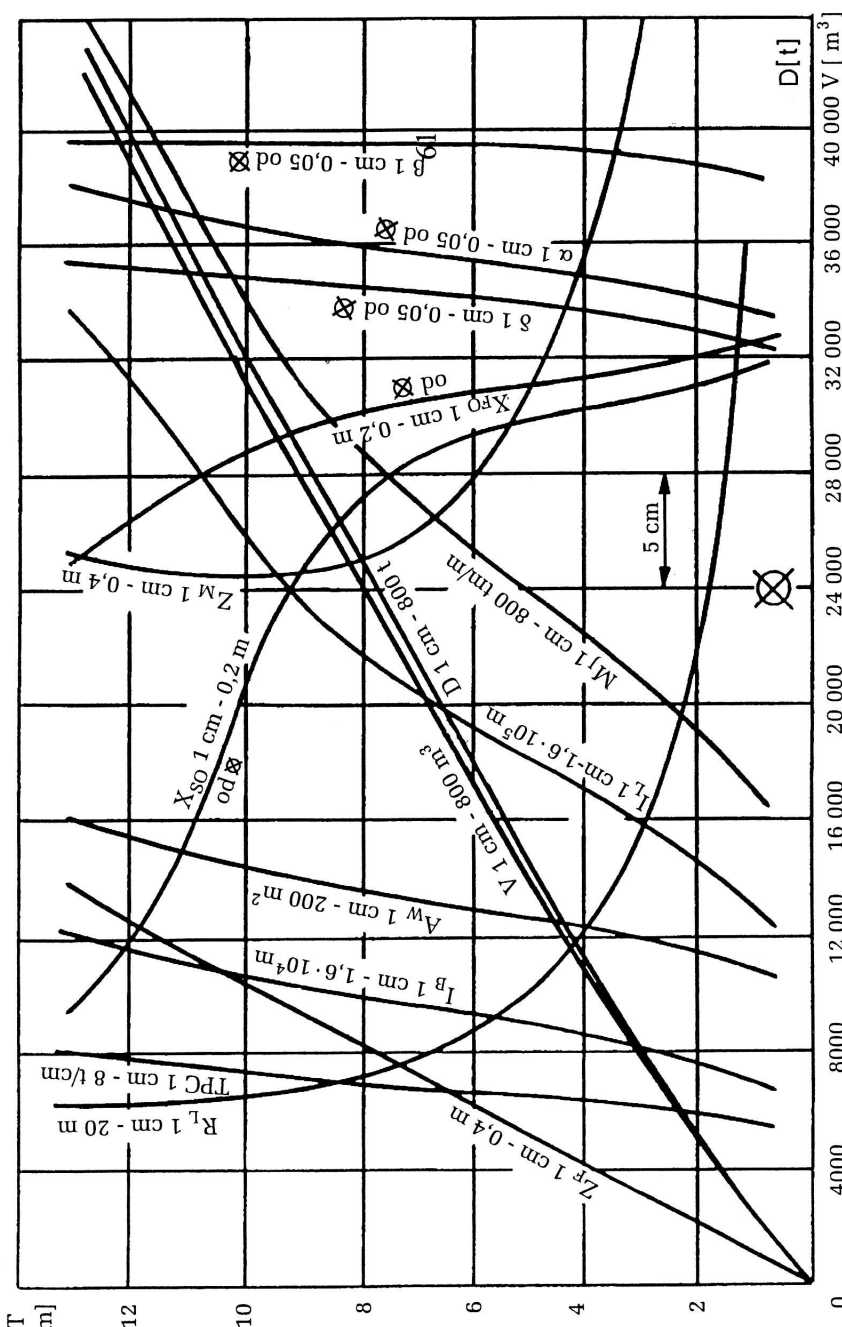 T
[m]
12
10
8
6
4
2
0
4000
8000
12 000
16 000
20 000
24 000
28 000
32 000
36 000
40 000
V [ m³]
D[t]
β 1 cm - 0,05 od ⊗
61
α 1 cm - 0,05 od ⊗
δ 1 cm - 0,05 od ⊗
X_FO 1 cm - 0,2 m
od ⊗
Z_M 1 cm - 0,4 m
5 cm
M_J 1 cm - 800 tm/m
D 1 cm - 800 t
V 1 cm - 800 m³
I_L 1 cm-1,6·10⁵ m
X_SO 1 cm - 0,2 m
od ⊗
A_W 1 cm - 200 m²
I_B 1 cm - 1,6·10⁴m
TPC 1 cm - 8 t/cm
R_L 1 cm - 20 m
Z_F 1 cm - 0,4 m